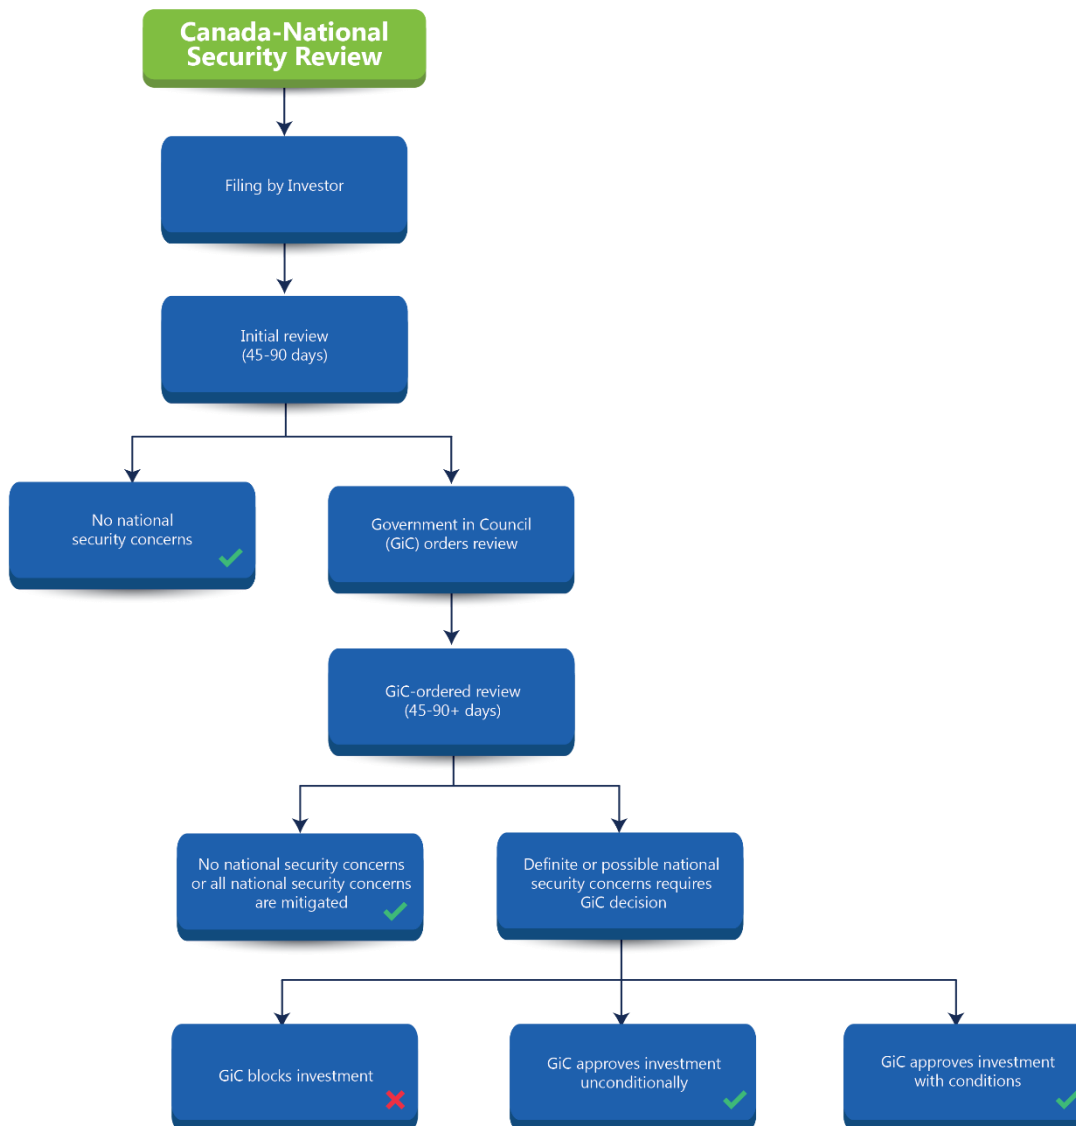 Canada-National
Security Review
Filing by Investor
Initial review
(45-90 days)
No national
security concerns
Government in Council
(GiC) orders review
GiC-ordered review
(45-90+ days)
No national security concerns
or all national security concerns
are mitigated
Definite or possible national
security concerns requires
GiC decision
GiC blocks investment
GiC approves investment
unconditionally
GiC approves investment
with conditions